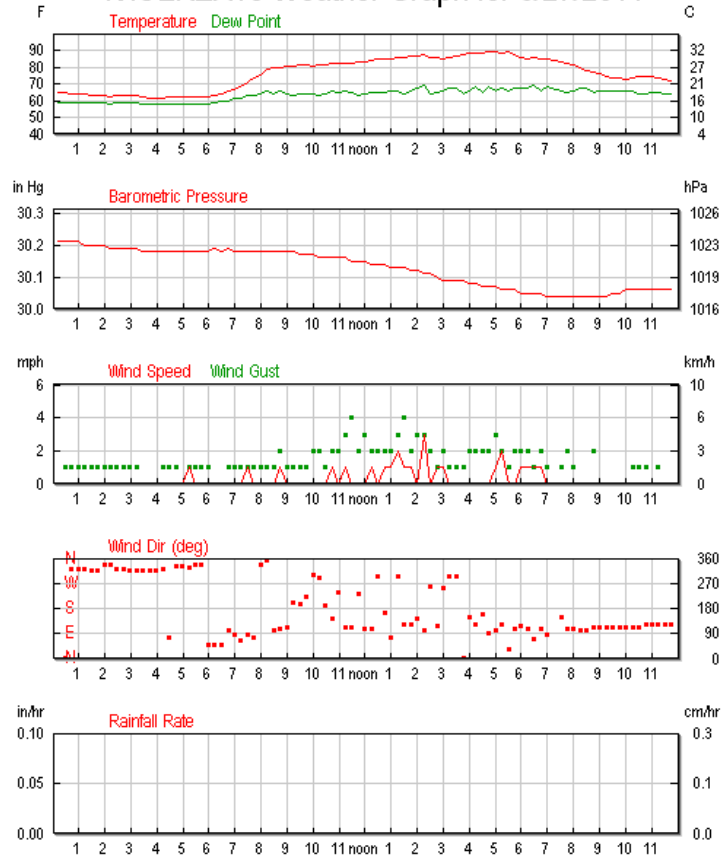 F C
Temperature Dew Point
90 32
80 27
70 21
60 16
50 10
40 4
1 2 3 4 5 6 7 8 9 10 11 noon 1 2 3 4 5 6 7 8 9 10 11
in Hg hPa
Barometric Pressure
30.3 1026
30.2 1023
30.1 1019
30.0 1016
1 2 3 4 5 6 7 8 9 10 11 noon 1 2 3 4 5 6 7 8 9 10 11
mph km/h
Wind Speed Wind Gust
6 10
4 6
2 3
0 0
1 2 3 4 5 6 7 8 9 10 11 noon 1 2 3 4 5 6 7 8 9 10 11
Wind Dir (deg)
N 360
W 270
S 180
E 90
N 0
1 2 3 4 5 6 7 8 9 10 11 noon 1 2 3 4 5 6 7 8 9 10 11
in/hr cm/hr
Rainfall Rate
0.10 0.3
0.05 0.1
0.00 0.0
1 2 3 4 5 6 7 8 9 10 11 noon 1 2 3 4 5 6 7 8 9 10 11